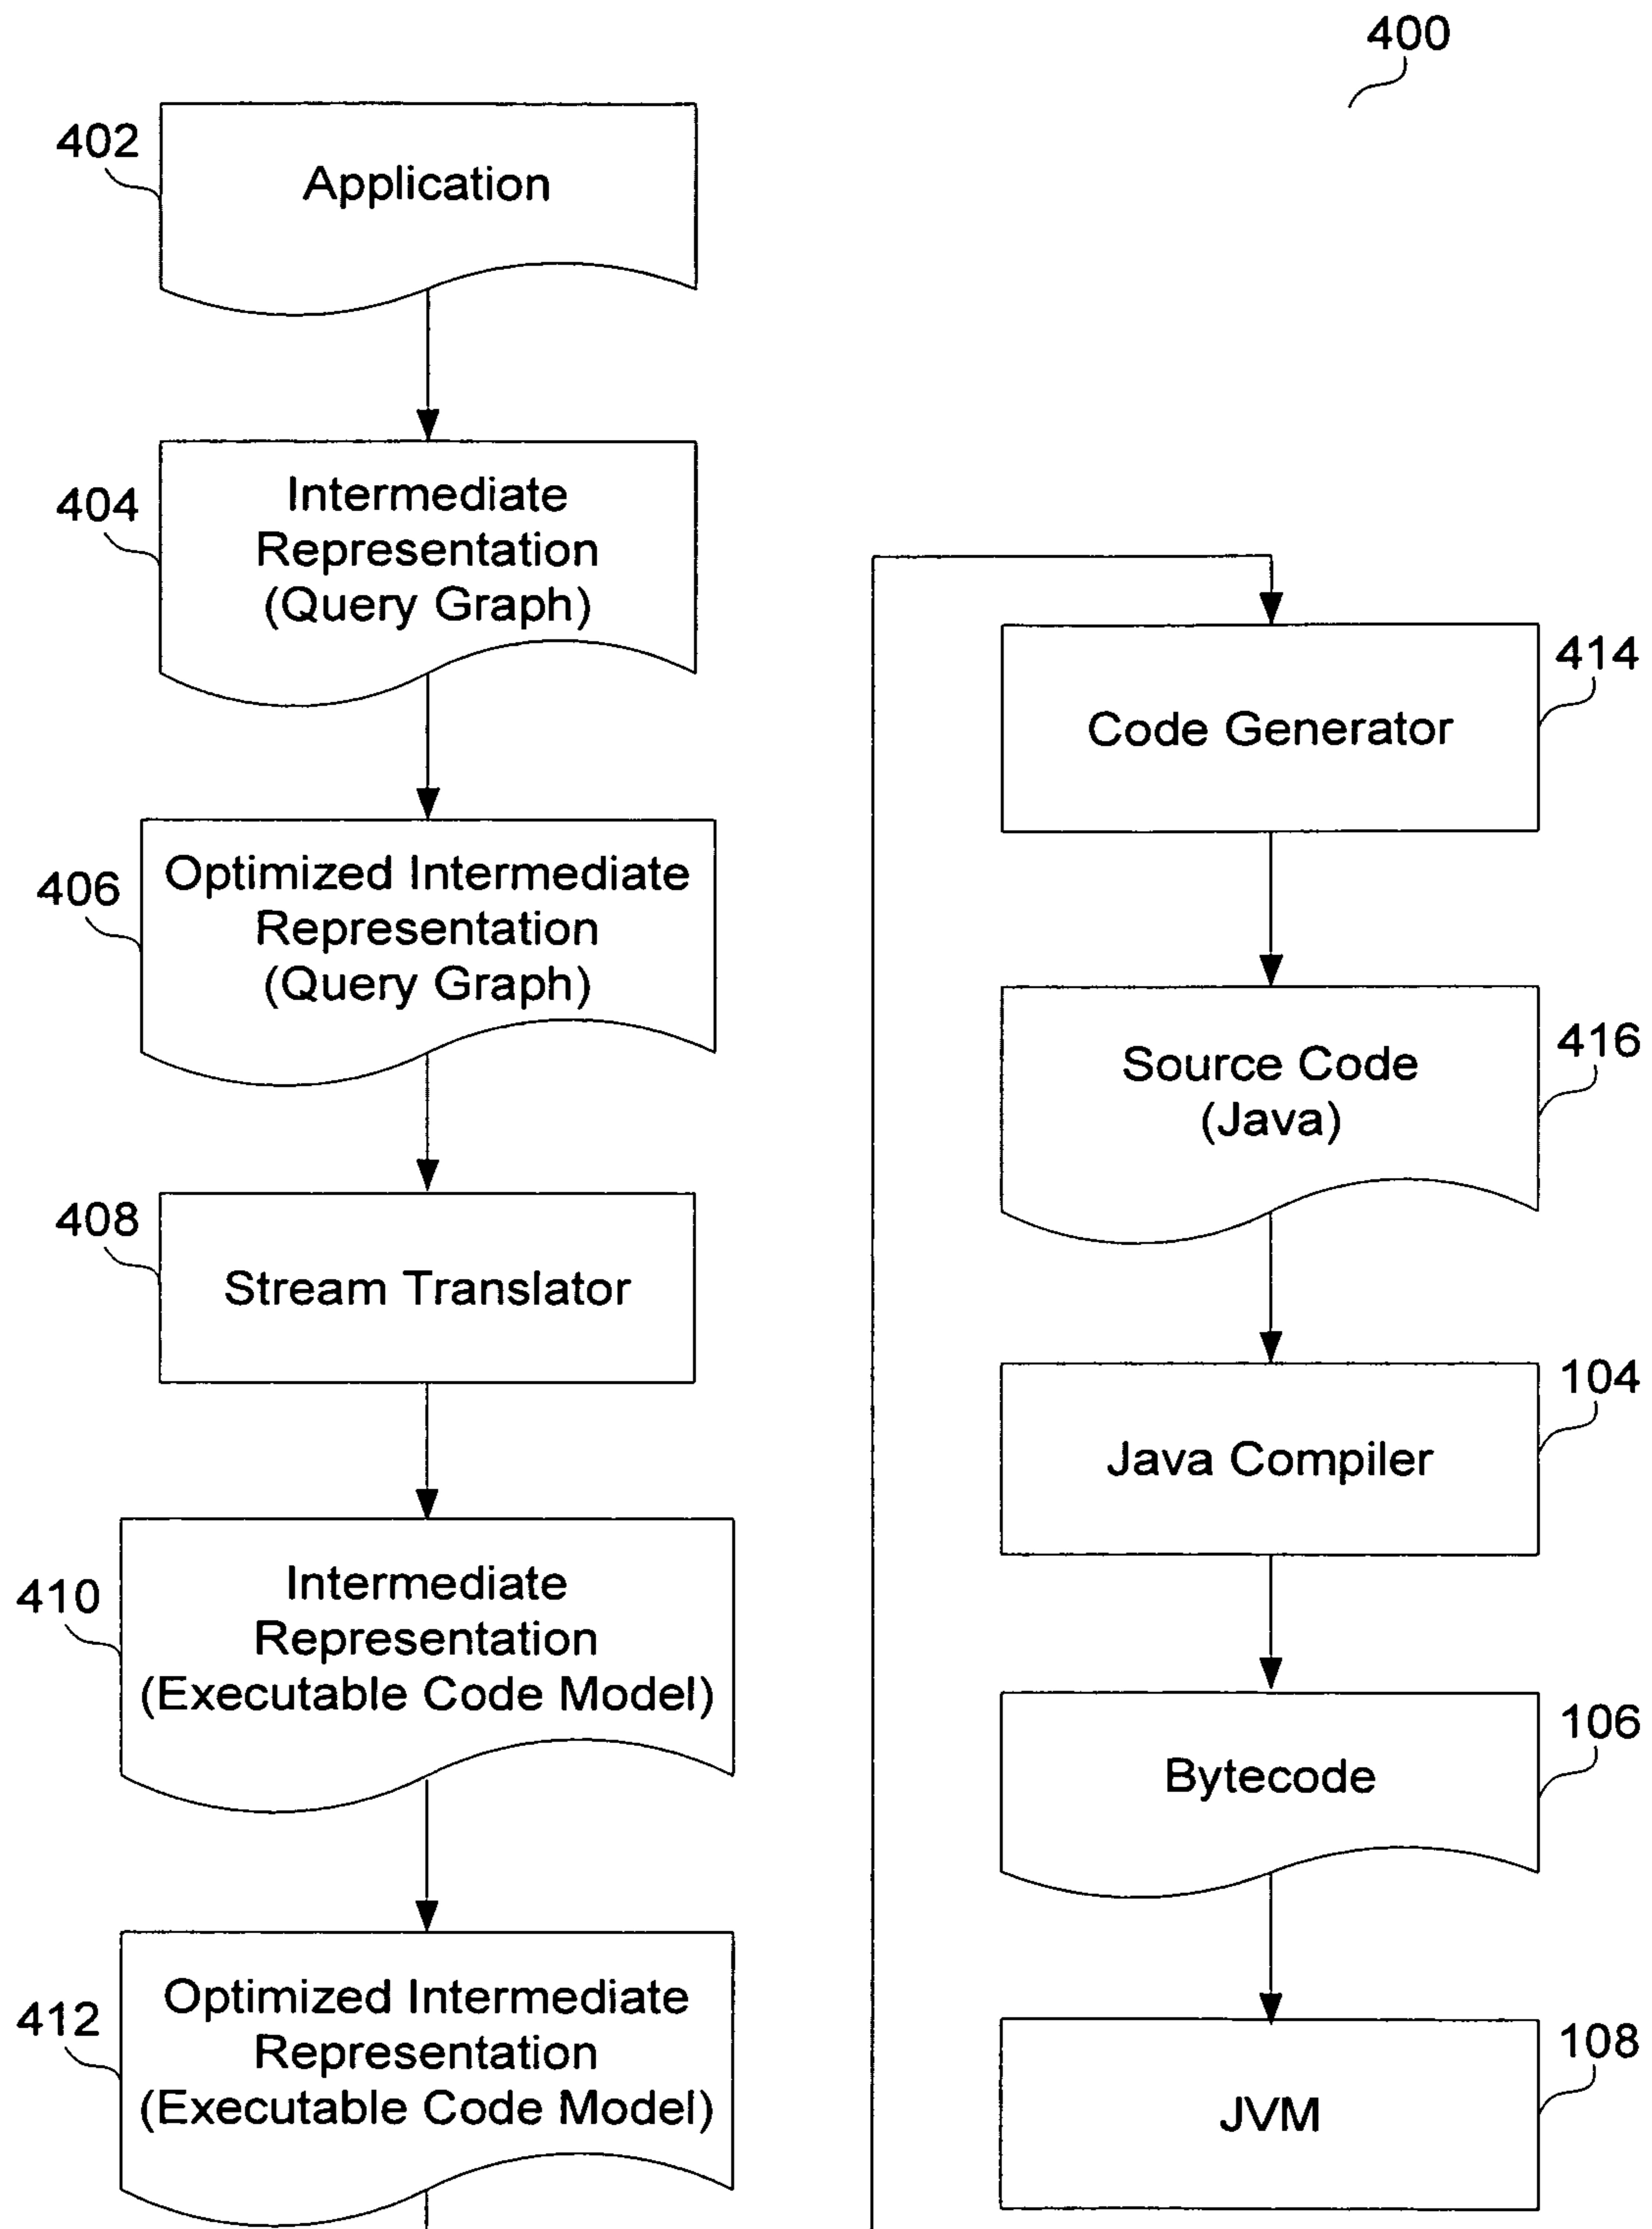 400
402
Application
404
Intermediate
Representation
(Query Graph)
406
Optimized Intermediate
Representation
(Query Graph)
408
Stream Translator
410
Intermediate
Representation
(Executable Code Model)
412
Optimized Intermediate
Representation
(Executable Code Model)
414
Code Generator
416
Source Code
(Java)
104
Java Compiler
106
Bytecode
108
JVM